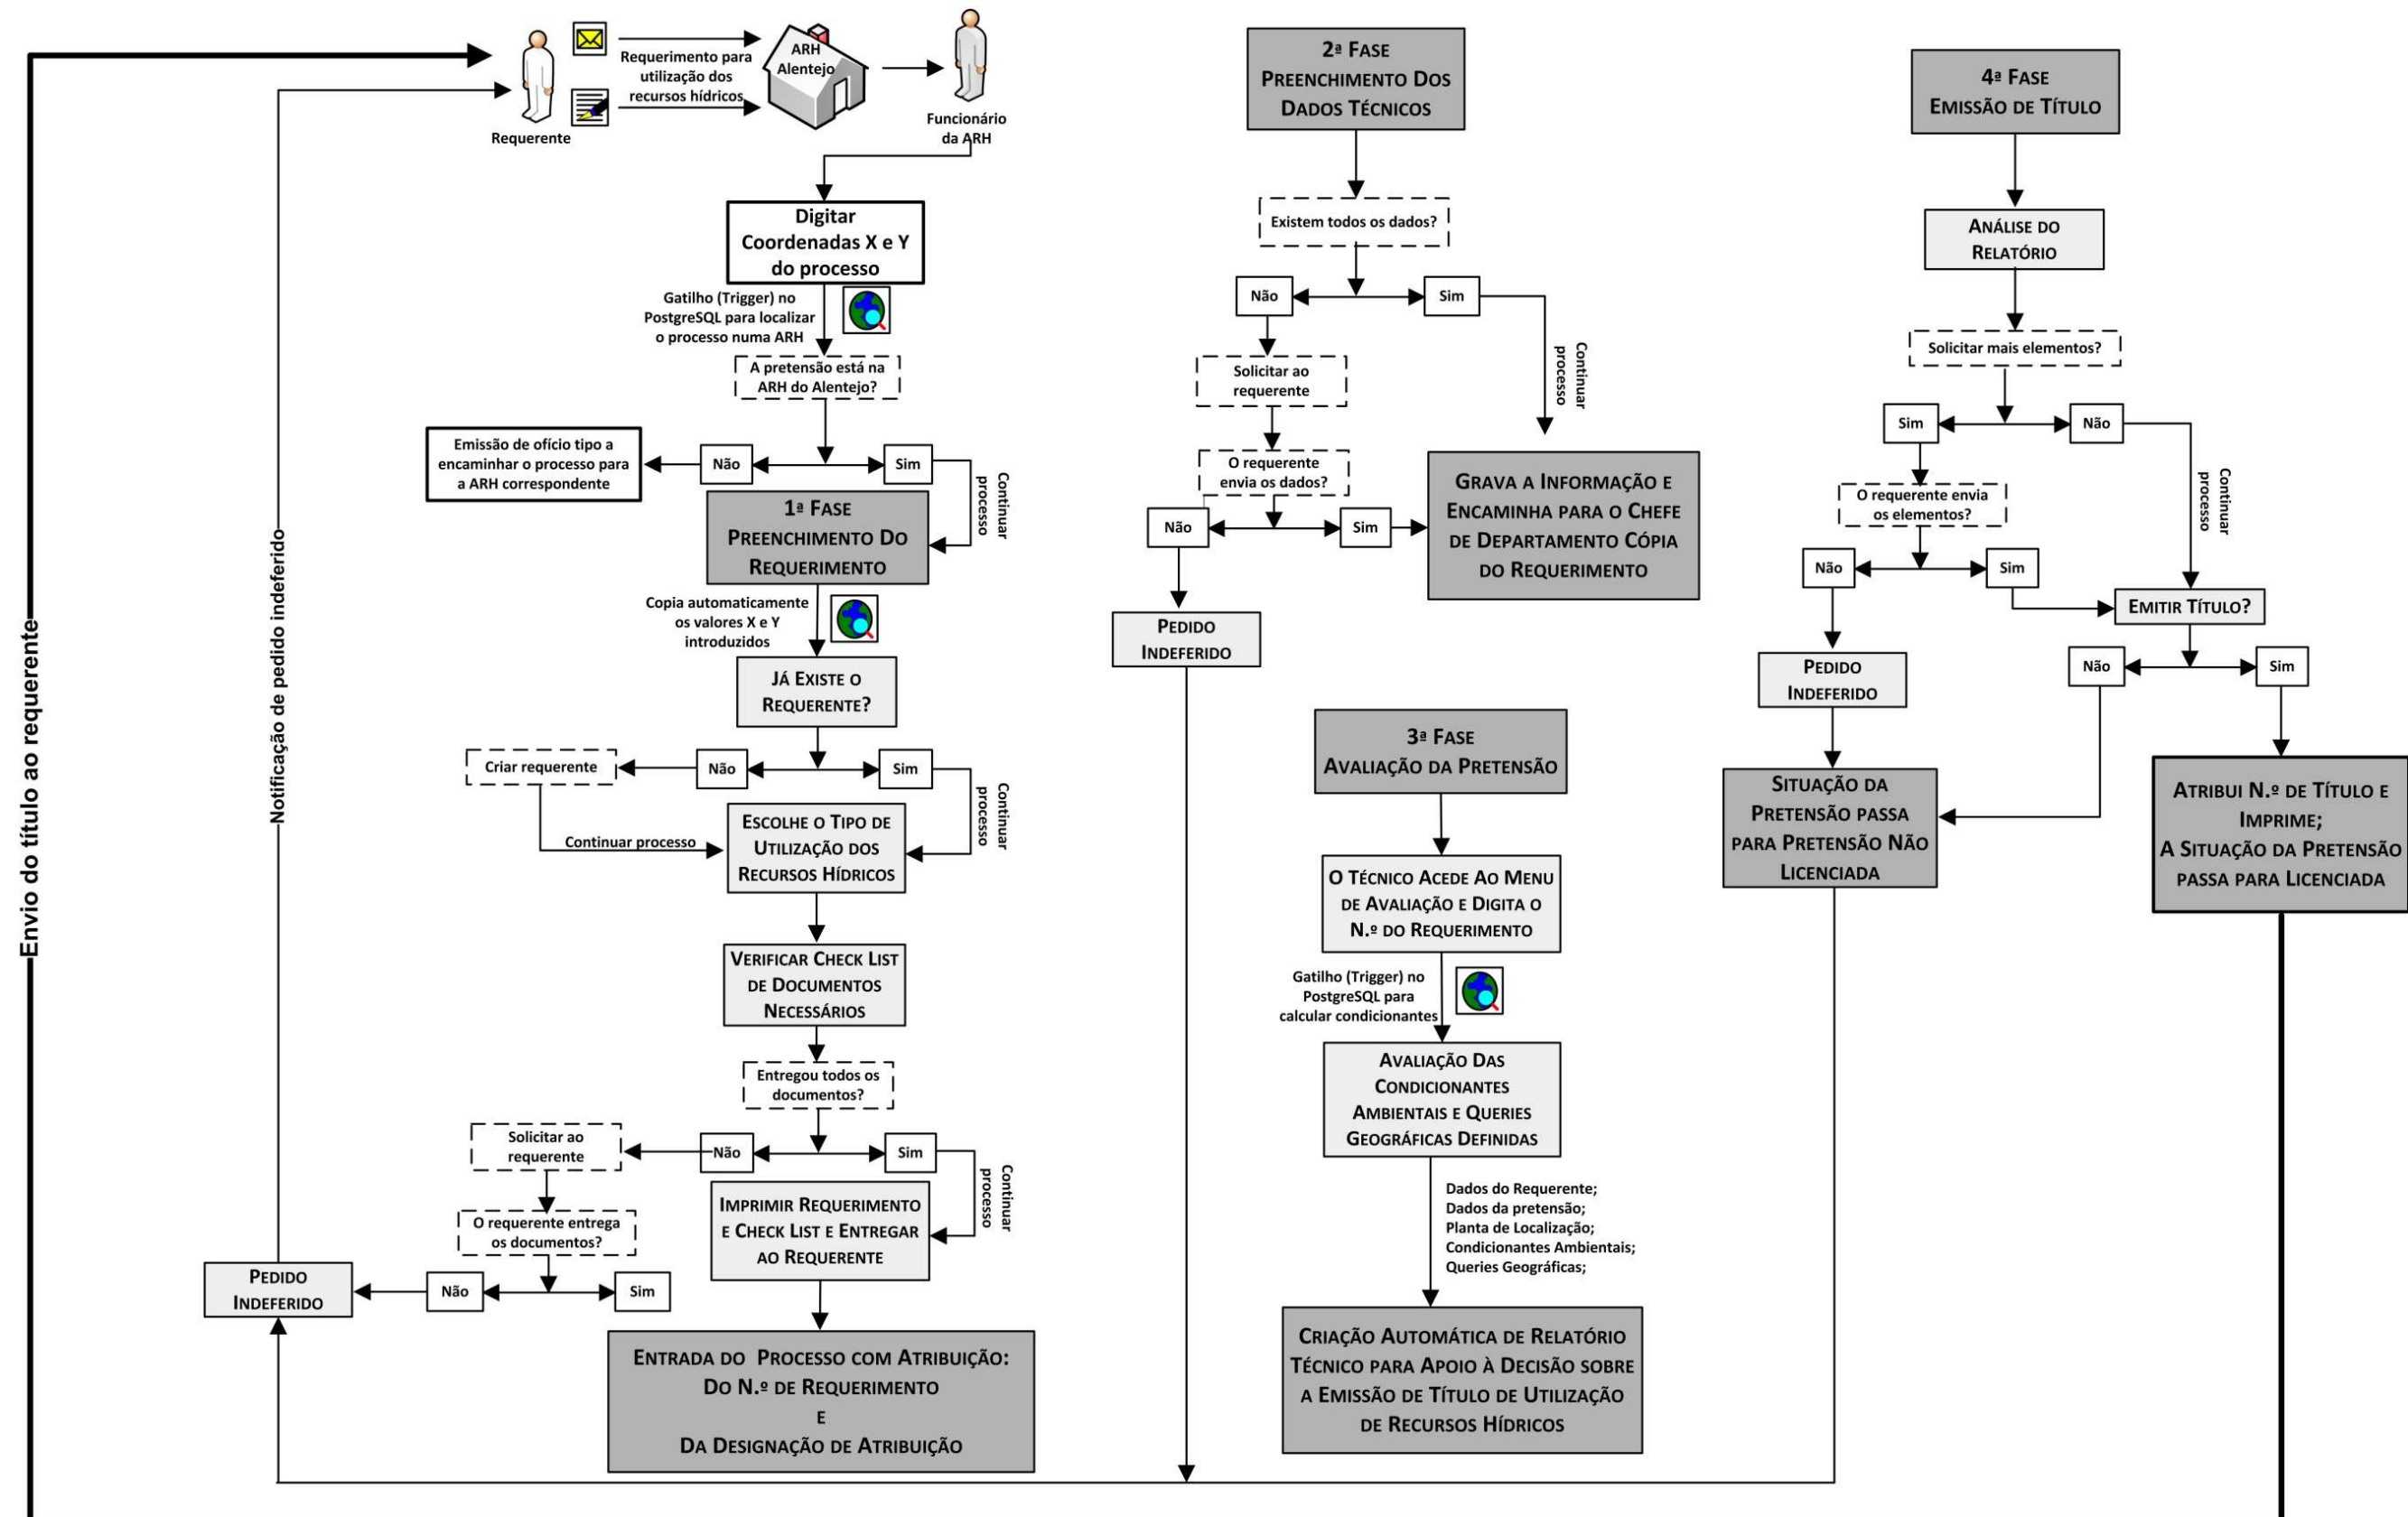 Envio do título ao requerente
Notificação de pedido indeferido
Requerente
Requerimento para
utilização dos
recursos hídricos
ARH
Alentejo
Funcionário
da ARH
Digitar
Coordenadas X e Y
do processo
Gatilho (Trigger) no
PostgreSQL para localizar
o processo numa ARH
A pretensão está na
ARH do Alentejo?
Emissão de ofício tipo a
encaminhar o processo para
a ARH correspondente
Não
Sim
Continuar
processo
1ª FASE
PREENCHIMENTO DO
REQUERIMENTO
Copia automaticamente
os valores X e Y
introduzidos
JÁ EXISTE O
REQUERENTE?
Criar requerente
Não
Sim
Continuar
processo
Continuar processo
ESCOLHE O TIPO DE
UTILIZAÇÃO DOS
RECURSOS HÍDRICOS
VERIFICAR CHECK LIST
DE DOCUMENTOS
NECESSÁRIOS
Entregou todos os
documentos?
Solicitar ao
requerente
Não
Sim
Continuar
processo
O requerente entrega
os documentos?
IMPRIMIR REQUERIMENTO
E CHECK LIST E ENTREGAR
AO REQUERENTE
PEDIDO
INDEFERIDO
Não
Sim
ENTRADA DO PROCESSO COM ATRIBUIÇÃO:
DO N.º DE REQUERIMENTO
E
DA DESIGNAÇÃO DE ATRIBUIÇÃO
2ª FASE
PREENCHIMENTO DOS
DADOS TÉCNICOS
Existem todos os dados?
Não
Sim
Continuar
processo
Solicitar ao
requerente
O requerente
envia os dados?
Não
Sim
GRAVA A INFORMAÇÃO E
ENCAMINHA PARA O CHEFE
DE DEPARTAMENTO CÓPIA
DO REQUERIMENTO
PEDIDO
INDEFERIDO
3ª FASE
AVALIAÇÃO DA PRETENSÃO
O TÉCNICO ACEDE AO MENU
DE AVALIAÇÃO E DIGITA O
N.º DO REQUERIMENTO
Gatilho (Trigger) no
PostgreSQL para
calcular condicionantes
AVALIAÇÃO DAS
CONDICIONANTES
AMBIENTAIS E QUERIES
GEOGRÁFICAS DEFINIDAS
Dados do Requerente;
Dados da pretensão;
Planta de Localização;
Condicionantes Ambientais;
Queries Geográficas;
CRIAÇÃO AUTOMÁTICA DE RELATÓRIO
TÉCNICO PARA APOIO À DECISÃO SOBRE
A EMISSÃO DE TÍTULO DE UTILIZAÇÃO
DE RECURSOS HÍDRICOS
4ª FASE
EMISSÃO DE TÍTULO
ANÁLISE DO
RELATÓRIO
Solicitar mais elementos?
Sim
Não
Continuar
processo
O requerente envia
os elementos?
Não
Sim
EMITIR TÍTULO?
PEDIDO
INDEFERIDO
Não
Sim
SITUAÇÃO DA
PRETENSÃO PASSA
PARA PRETENSÃO NÃO
LICENCIADA
ATRIBUI N.º DE TÍTULO E
IMPRIME;
A SITUAÇÃO DA PRETENSÃO
PASSA PARA LICENCIADA